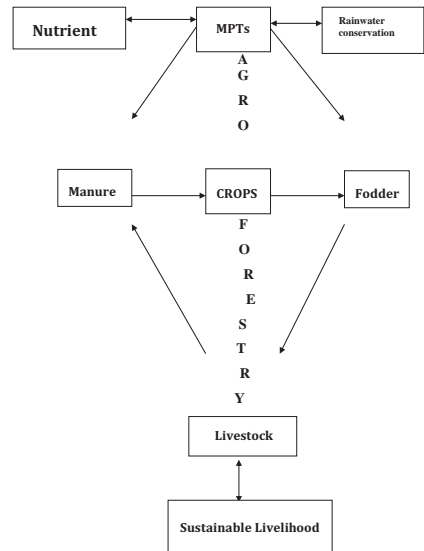 Nutrient
MPTs
Rainwater
conservation
A
G
R
O
Manure
CROPS
Fodder
F
O
R
E
S
T
R
Y
Livestock
Sustainable Livelihood